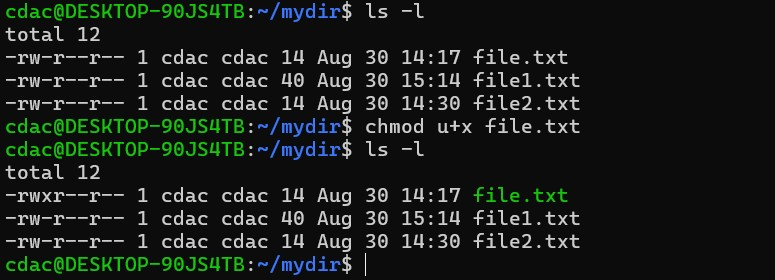 cdac@DESKTOP-90JS4TB:~/mydir$ ls -l
total 12
-rw-r--r-- 1 cdac cdac 14 Aug 30 14:17 file.txt
-rw-r--r-- 1 cdac cdac 40 Aug 30 15:14 file1.txt
-rw-r--r-- 1 cdac cdac 14 Aug 30 14:30 file2.txt
cdac@DESKTOP-90JS4TB:~/mydir$ chmod u+x file.txt
cdac@DESKTOP-90JS4TB:~/mydir$ ls -l
total 12
-rwxr--r-- 1 cdac cdac 14 Aug 30 14:17 file.txt
-rw-r--r-- 1 cdac cdac 40 Aug 30 15:14 file1.txt
-rw-r--r-- 1 cdac cdac 14 Aug 30 14:30 file2.txt
cdac@DESKTOP-90JS4TB:~/mydir$